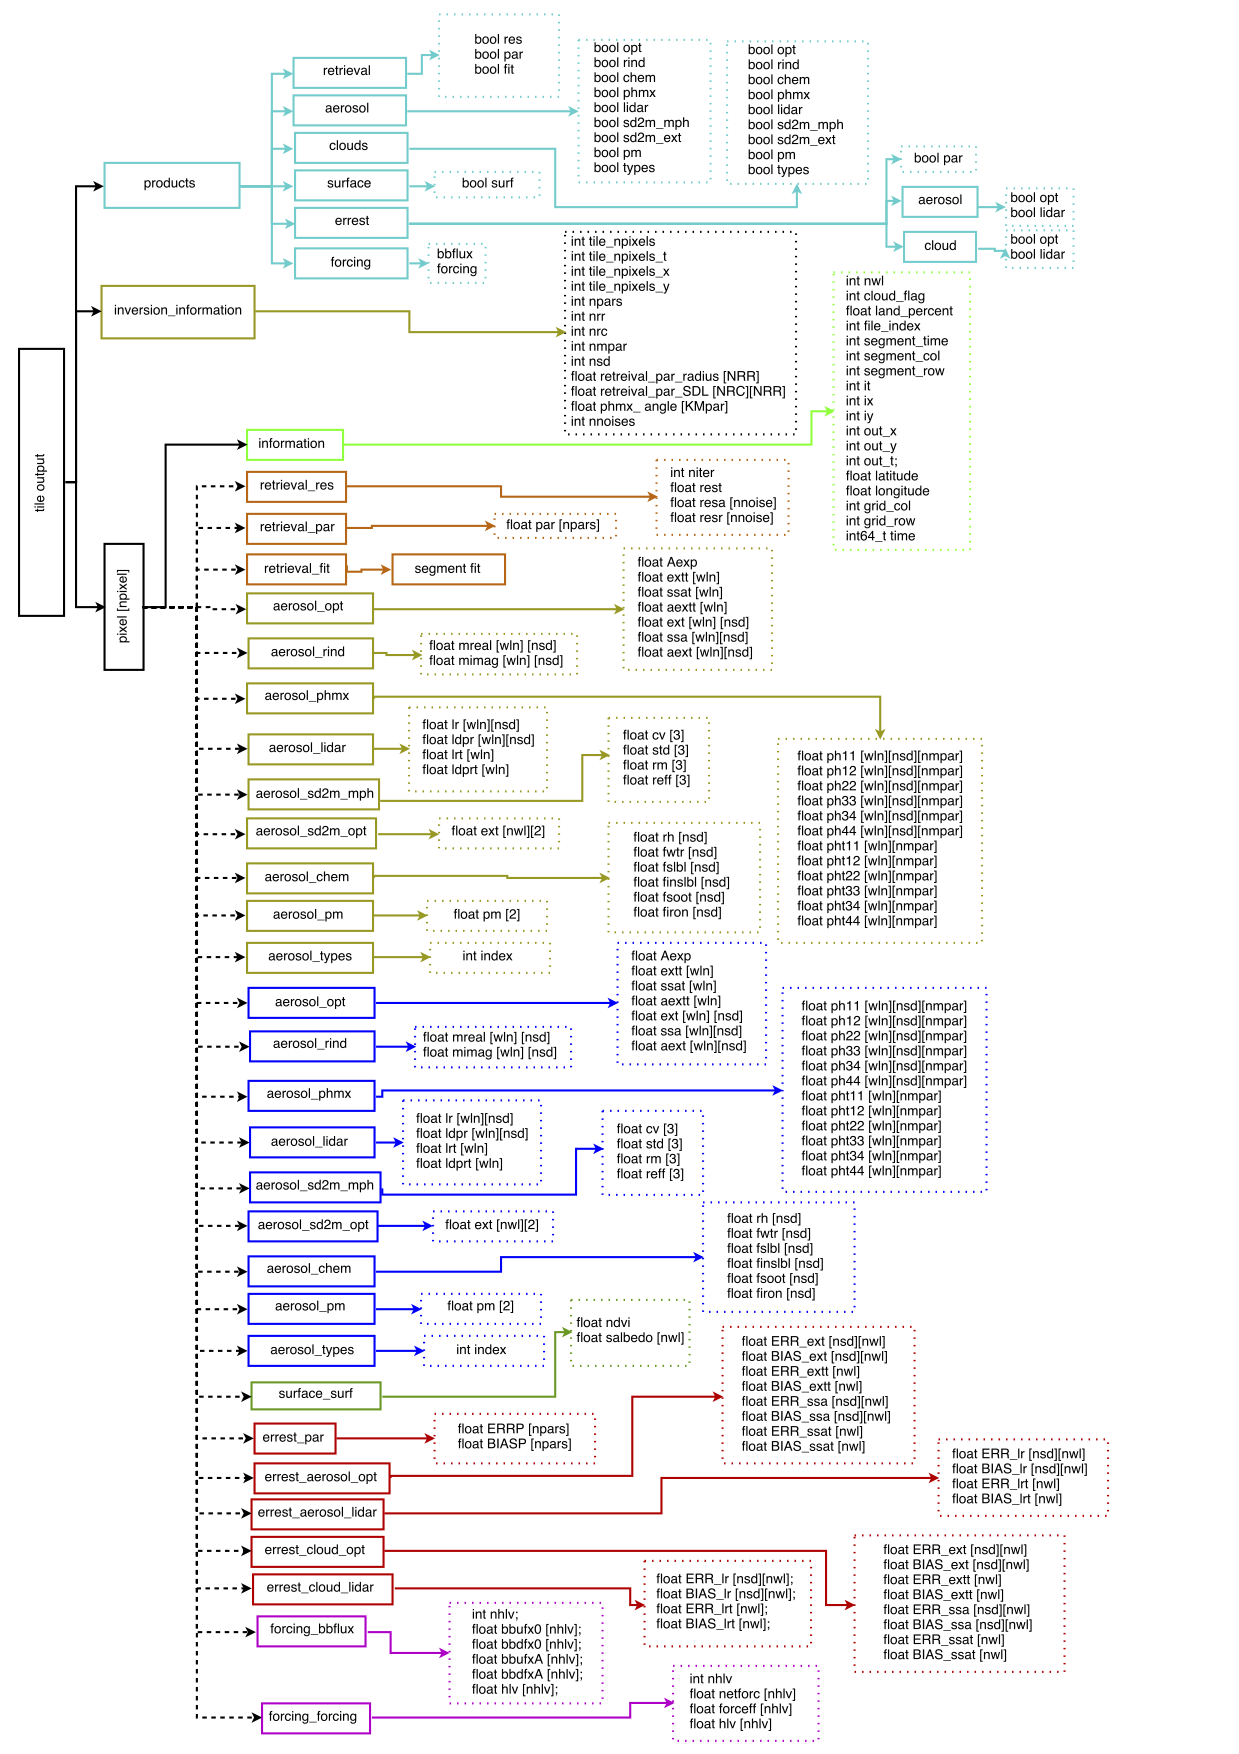 tile output
products
retrieval
bool res
bool par
bool fit
aerosol
bool opt
bool rind
bool chem
bool phmx
bool lidar
bool sd2m_mph
bool sd2m_ext
bool pm
bool types
clouds
bool opt
bool rind
bool chem
bool phmx
bool lidar
bool sd2m_mph
bool sd2m_ext
bool pm
bool types
surface
bool surf
errest
bool par
aerosol
bool opt
bool lidar
cloud
bool opt
bool lidar
forcing
bbflux
forcing
inversion_information
int tile_npixels
int tile_npixels_t
int tile_npixels_x
int tile_npixels_y
int npars
int nrr
int nrc
int nmpar
int nsd
float retreival_par_radius [NRR]
float retreival_par_SDL [NRC][NRR]
float phmx_ angle [KMpar]
int nnoises
pixel [npixel]
information
int nwl
int cloud_flag
float land_percent
int file_index
int segment_time
int segment_col
int segment_row
int it
int ix
int iy
int out_x
int out_y
int out_t;
float latitude
float longitude
int grid_col
int grid_row
int64_t time
retrieval_res
int niter
float rest
float resa [nnoise]
float resr [nnoise]
retrieval_par
float par [npars]
retrieval_fit
segment fit
aerosol_opt
float Aexp
float extt [wln]
float ssat [wln]
float aextt [wln]
float ext [wln] [nsd]
float ssa [wln][nsd]
float aext [wln][nsd]
aerosol_rind
float mreal [wln] [nsd]
float mimag [wln] [nsd]
aerosol_phmx
float ph11 [wln][nsd][nmpar]
float ph12 [wln][nsd][nmpar]
float ph22 [wln][nsd][nmpar]
float ph33 [wln][nsd][nmpar]
float ph34 [wln][nsd][nmpar]
float ph44 [wln][nsd][nmpar]
float pht11 [wln][nmpar]
float pht12 [wln][nmpar]
float pht22 [wln][nmpar]
float pht33 [wln][nmpar]
float pht34 [wln][nmpar]
float pht44 [wln][nmpar]
aerosol_lidar
float lr [wln][nsd]
float ldpr [wln][nsd]
float lrt [wln]
float ldprt [wln]
aerosol_sd2m_mph
float cv [3]
float std [3]
float rm [3]
float reff [3]
aerosol_sd2m_opt
float ext [nwl][2]
aerosol_chem
float rh [nsd]
float fwtr [nsd]
float fslbl [nsd]
float finslbl [nsd]
float fsoot [nsd]
float firon [nsd]
aerosol_pm
float pm [2]
aerosol_types
int index
aerosol_opt
float Aexp
float extt [wln]
float ssat [wln]
float aextt [wln]
float ext [wln] [nsd]
float ssa [wln][nsd]
float aext [wln][nsd]
aerosol_rind
float mreal [wln] [nsd]
float mimag [wln] [nsd]
aerosol_phmx
float ph11 [wln][nsd][nmpar]
float ph12 [wln][nsd][nmpar]
float ph22 [wln][nsd][nmpar]
float ph33 [wln][nsd][nmpar]
float ph34 [wln][nsd][nmpar]
float ph44 [wln][nsd][nmpar]
float pht11 [wln][nmpar]
float pht12 [wln][nmpar]
float pht22 [wln][nmpar]
float pht33 [wln][nmpar]
float pht34 [wln][nmpar]
float pht44 [wln][nmpar]
aerosol_lidar
float lr [wln][nsd]
float ldpr [wln][nsd]
float lrt [wln]
float ldprt [wln]
aerosol_sd2m_mph
float cv [3]
float std [3]
float rm [3]
float reff [3]
aerosol_sd2m_opt
float ext [nwl][2]
aerosol_chem
float rh [nsd]
float fwtr [nsd]
float fslbl [nsd]
float finslbl [nsd]
float fsoot [nsd]
float firon [nsd]
aerosol_pm
float pm [2]
aerosol_types
int index
surface_surf
float ndvi
float salbedo [nwl]
errest_par
float ERRP [npars]
float BIASP [npars]
errest_aerosol_opt
float ERR_ext [nsd][nwl]
float BIAS_ext [nsd][nwl]
float ERR_extt [nwl]
float BIAS_extt [nwl]
float ERR_ssa [nsd][nwl]
float BIAS_ssa [nsd][nwl]
float ERR_ssat [nwl]
float BIAS_ssat [nwl]
errest_aerosol_lidar
float ERR_lr [nsd][nwl]
float BIAS_lr [nsd][nwl]
float ERR_lrt [nwl]
float BIAS_lrt [nwl]
errest_cloud_opt
float ERR_ext [nsd][nwl]
float BIAS_ext [nsd][nwl]
float ERR_extt [nwl]
float BIAS_extt [nwl]
float ERR_ssa [nsd][nwl]
float BIAS_ssa [nsd][nwl]
float ERR_ssat [nwl]
float BIAS_ssat [nwl]
errest_cloud_lidar
float ERR_lr [nsd][nwl];
float BIAS_lr [nsd][nwl];
float ERR_lrt [nwl];
float BIAS_lrt [nwl];
forcing_bbflux
int nhlv;
float bbufx0 [nhlv];
float bbdfx0 [nhlv];
float bbufxA [nhlv];
float bbdfxA [nhlv];
float hlv [nhlv];
forcing_forcing
int nhlv
float netforc [nhlv]
float forceff [nhlv]
float hlv [nhlv]